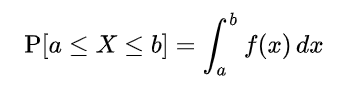 P[a ≤ X ≤ b] = ∫_a^b f(x) dx